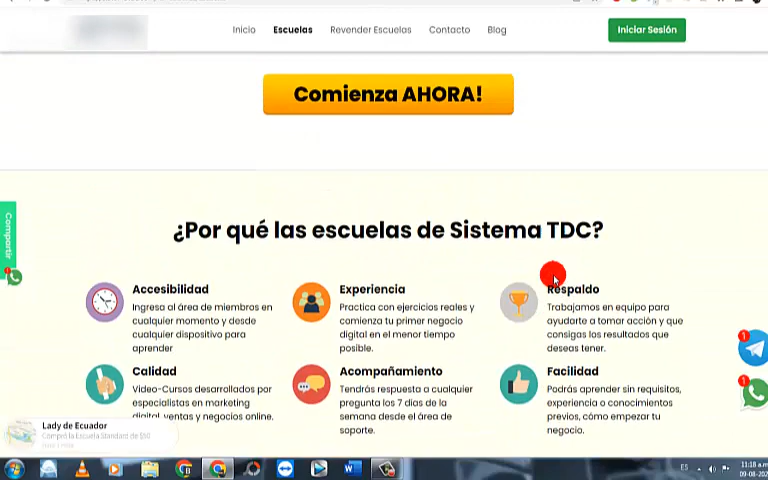 Inicio Escuelas Revender Escuelas Contacto Blog Iniciar Sesión
Comienza AHORA!
Compartir
¿Por qué las escuelas de Sistema TDC?
Accesibilidad
Ingresa al área de miembros en
cualquier momento y desde
cualquier dispositivo para
aprender
Experiencia
Practica con ejercicios reales y
comienza tu primer negocio
digital en el menor tiempo
posible.
Respaldo
Trabajamos en equipo para
ayudarte a tomar acción y que
consigas los resultados que
deseas tener.
Calidad
Video-Cursos desarrollados por
especialistas en marketing
digital, ventas y negocios online.
Acompañamiento
Tendrás respuesta a cualquier
pregunta los 7 días de la
semana desde el área de
soporte.
Facilidad
Podrás aprender sin requisitos,
experiencia o conocimientos
previos, cómo empezar tu
negocio.
1
1
1
Lady de Ecuador
Compró la Escuela Standard de $50
ES
11:18 a.m.